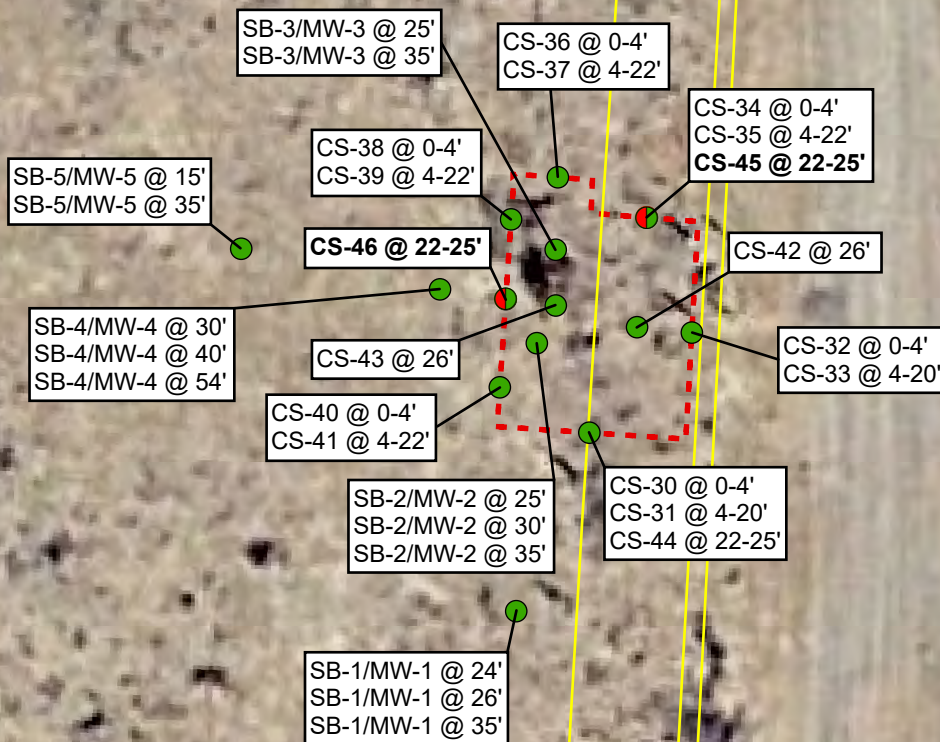 SB-3/MW-3 @ 25'
SB-3/MW-3 @ 35'
CS-36 @ 0-4'
CS-37 @ 4-22'
CS-34 @ 0-4'
CS-35 @ 4-22'
CS-45 @ 22-25'
CS-38 @ 0-4'
CS-39 @ 4-22'
SB-5/MW-5 @ 15'
SB-5/MW-5 @ 35'
CS-46 @ 22-25'
CS-42 @ 26'
SB-4/MW-4 @ 30'
SB-4/MW-4 @ 40'
SB-4/MW-4 @ 54'
CS-43 @ 26'
CS-32 @ 0-4'
CS-33 @ 4-20'
CS-40 @ 0-4'
CS-41 @ 4-22'
SB-2/MW-2 @ 25'
SB-2/MW-2 @ 30'
SB-2/MW-2 @ 35'
CS-30 @ 0-4'
CS-31 @ 4-20'
CS-44 @ 22-25'
SB-1/MW-1 @ 24'
SB-1/MW-1 @ 26'
SB-1/MW-1 @ 35'